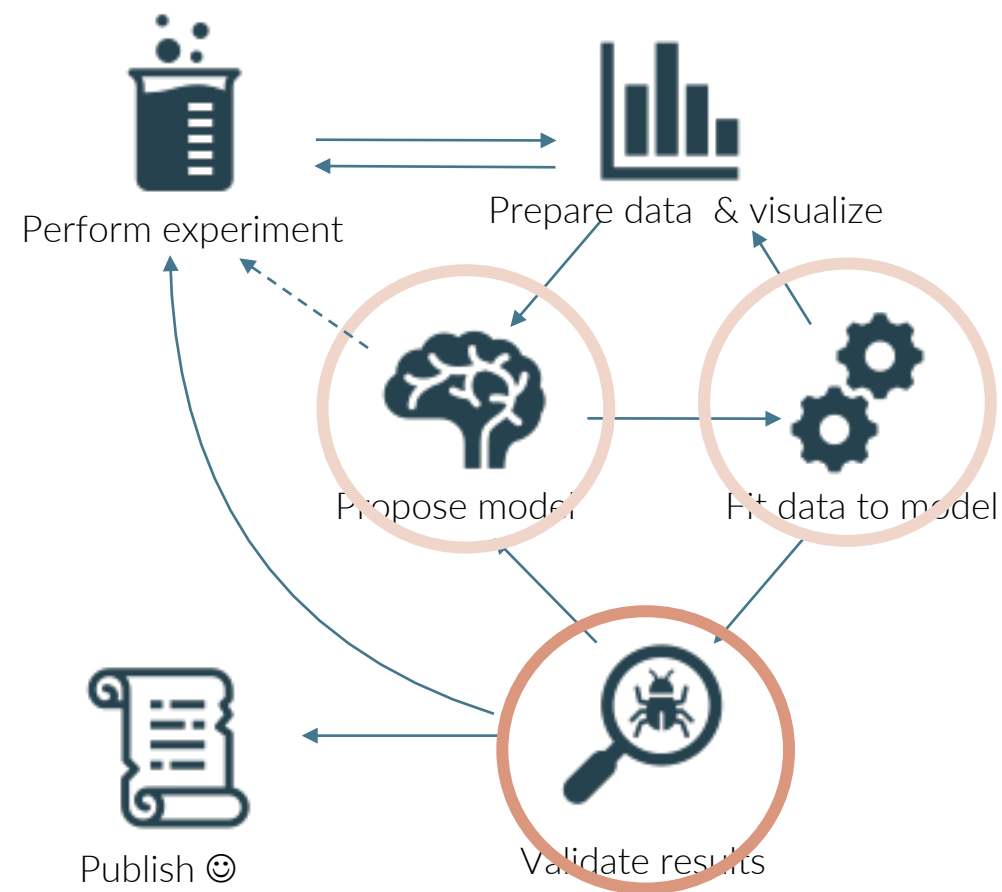 Perform experiment
Prepare data & visualize
Propose model
Fit data to model
Validate results
Publish ☺